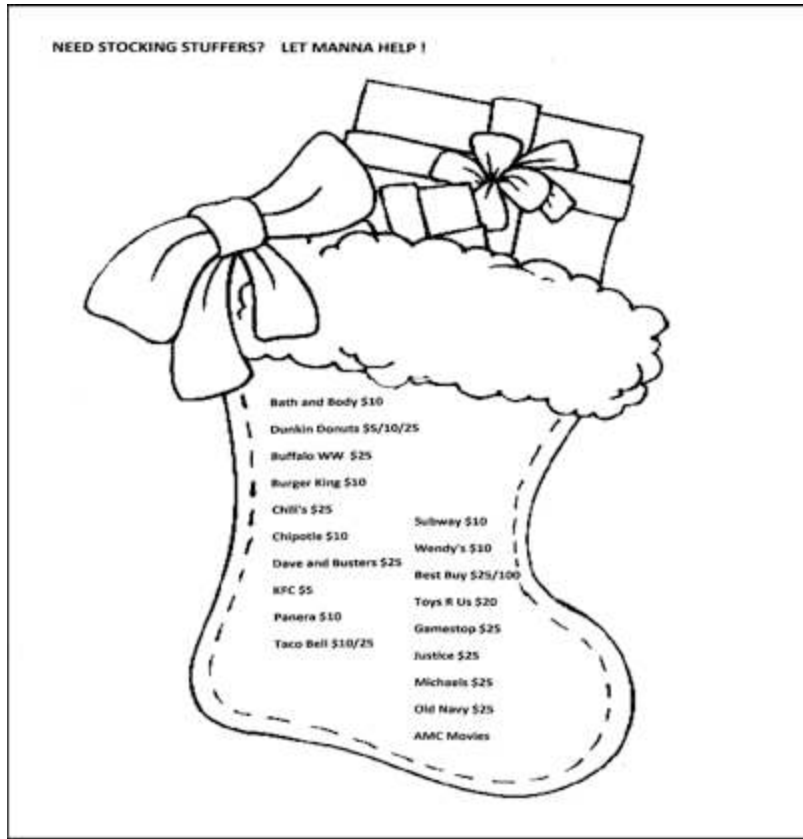 NEED STOCKING STUFFERS? LET MANNA HELP !
Bath and Body $10
Dunkin Donuts $5/10/25
Buffalo WW $25
Burger King $10
Chili's $25
Chipotle $10
Dave and Busters $25
KFC $5
Panera $10
Taco Bell $10/25
Subway $10
Wendy's $10
Best Buy $25/100
Toys R Us $20
Gamestop $25
Justice $25
Michaels $25
Old Navy $25
AMC Movies